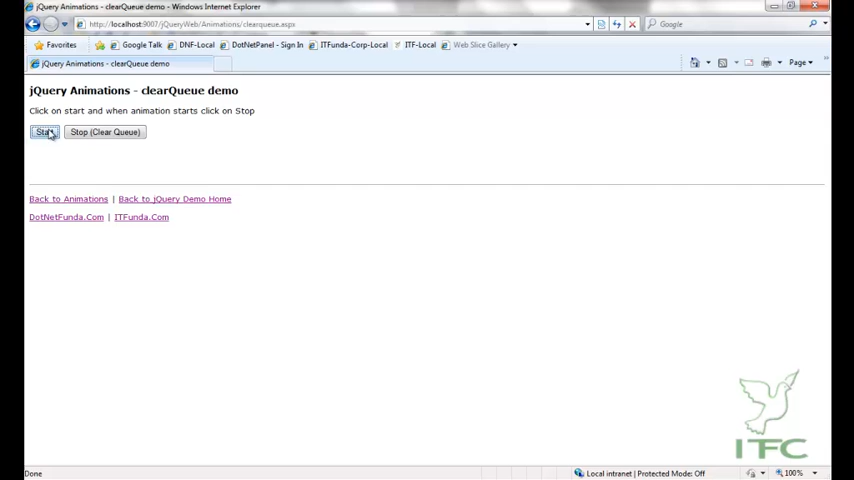 jQuery Animations - clearQueue demo - Windows Internet Explorer
http://localhost:9007/jQueryWeb/Animations/clearqueue.aspx
Google
Favorites
Google Talk
DNF-Local
DotNetPanel - Sign In
ITFunda-Corp-Local
ITF-Local
Web Slice Gallery
jQuery Animations - clearQueue demo
Page
jQuery Animations - clearQueue demo
Click on start and when animation starts click on Stop
Start
Stop (Clear Queue)
Back to Animations | Back to jQuery Demo Home
DotNetFunda.Com | ITFunda.Com
ITFC
Done
Local intranet | Protected Mode: Off
100%